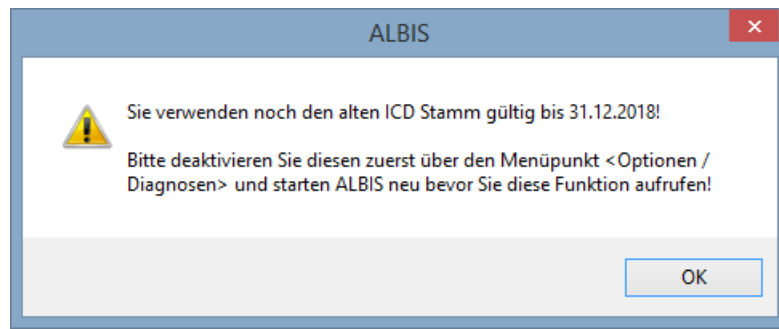 ALBIS
Sie verwenden noch den alten ICD Stamm gültig bis 31.12.2018!
Bitte deaktivieren Sie diesen zuerst über den Menüpunkt <Optionen /
Diagnosen> und starten ALBIS neu bevor Sie diese Funktion aufrufen!
OK